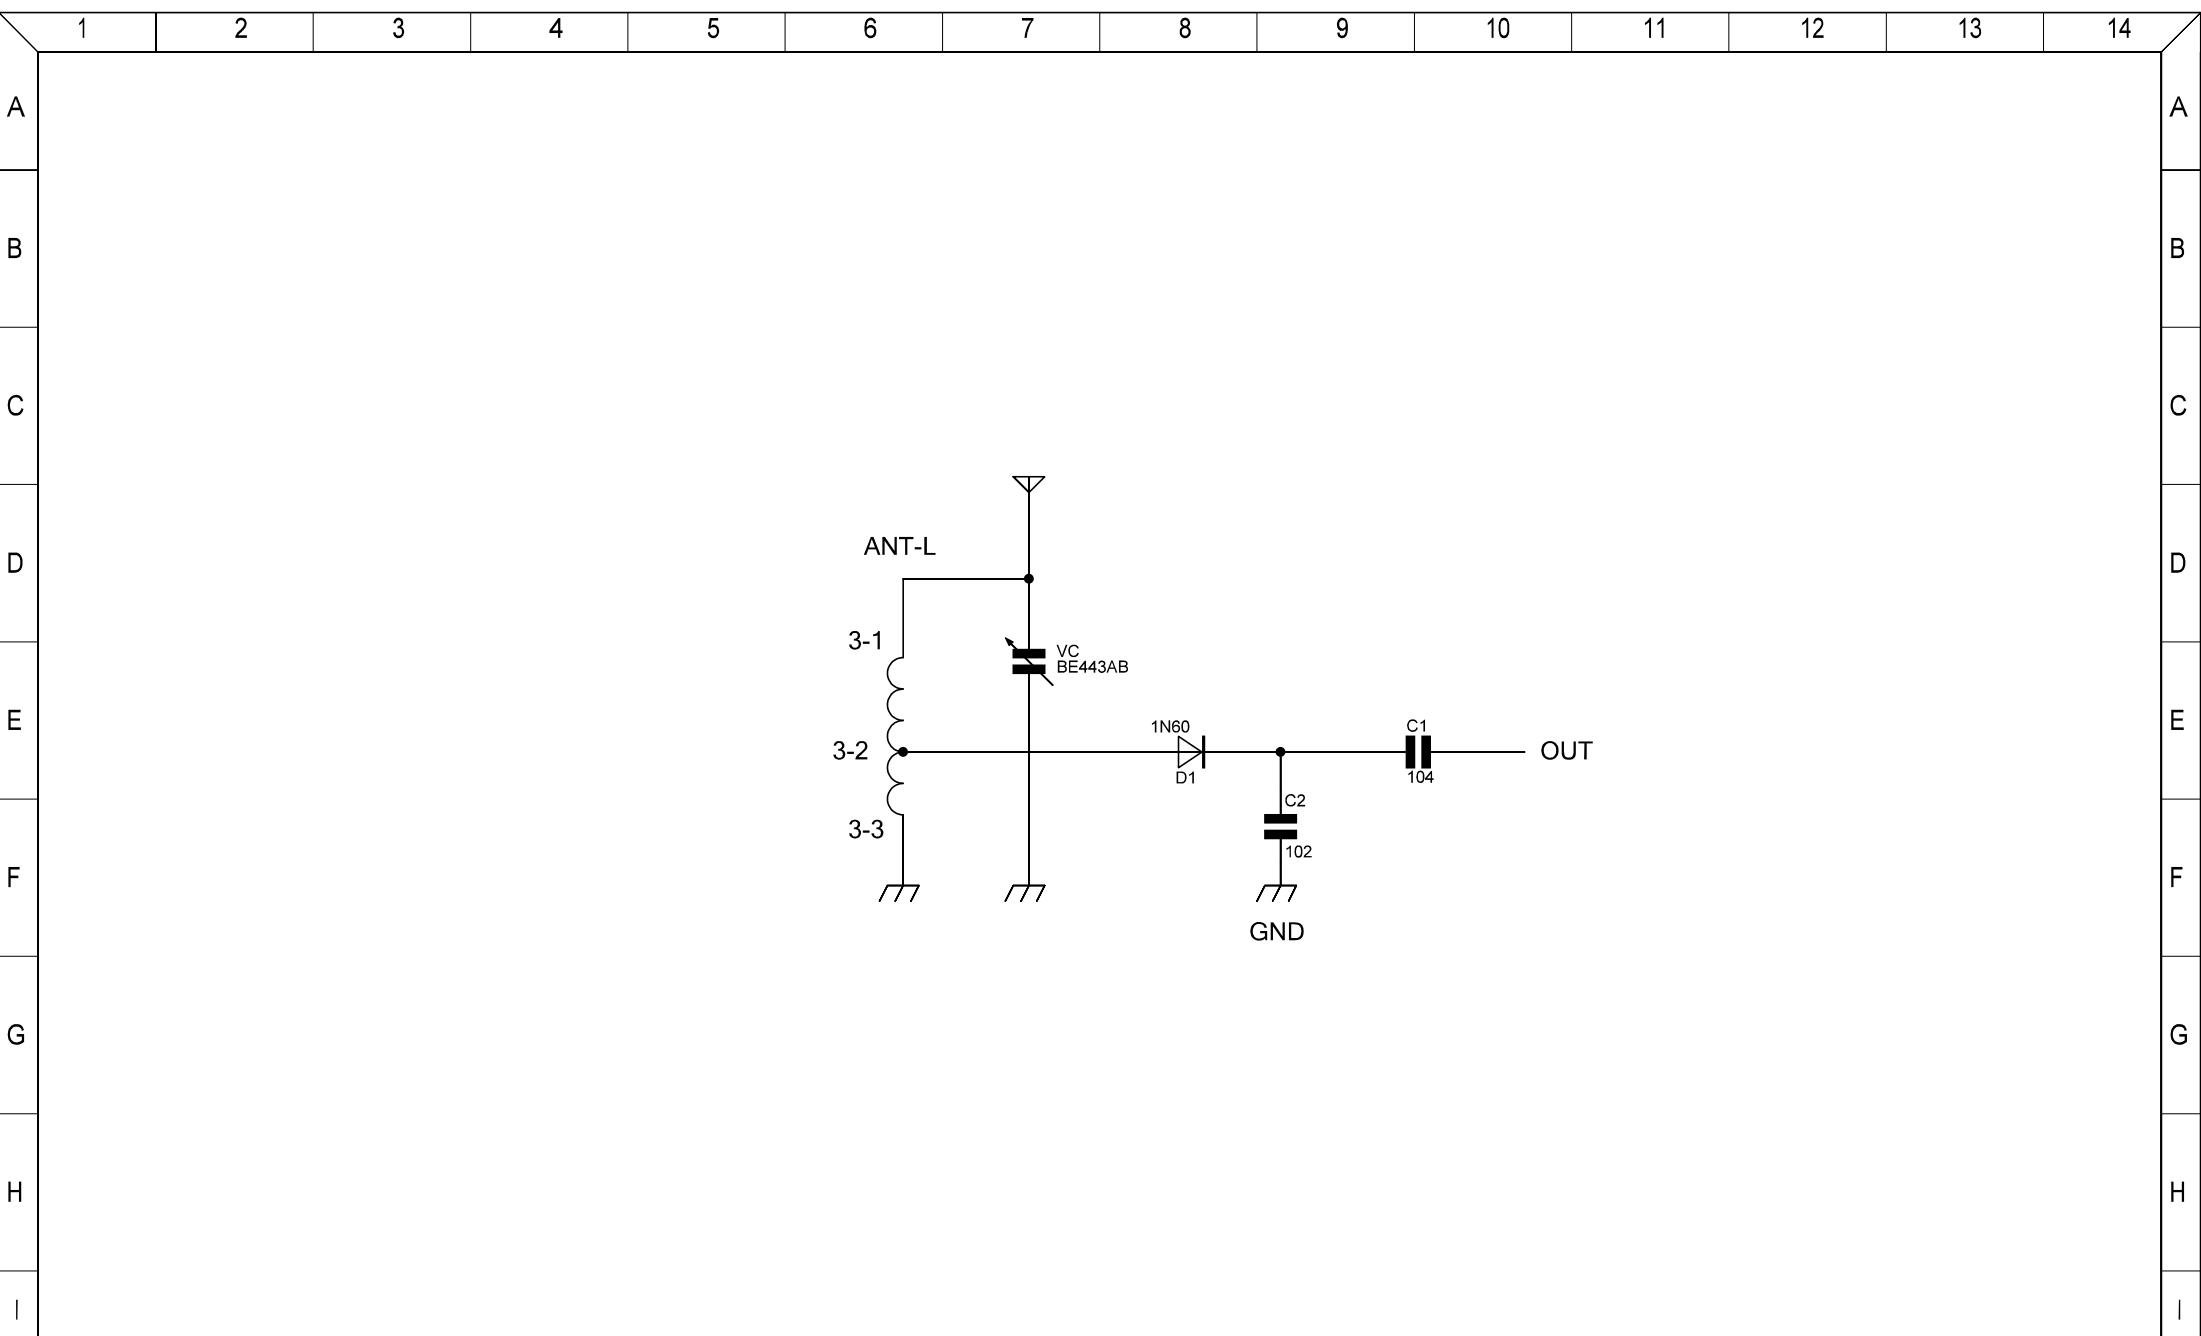 1 2 3 4 5 6 7 8 9 10 11 12 13 14
A A
B B
C C
D D
ANT-L
3-1
VC
BE443AB
E E
1N60
C1
3-2
OUT
D1
104
C2
3-3
102
F F
GND
G G
H H
I I